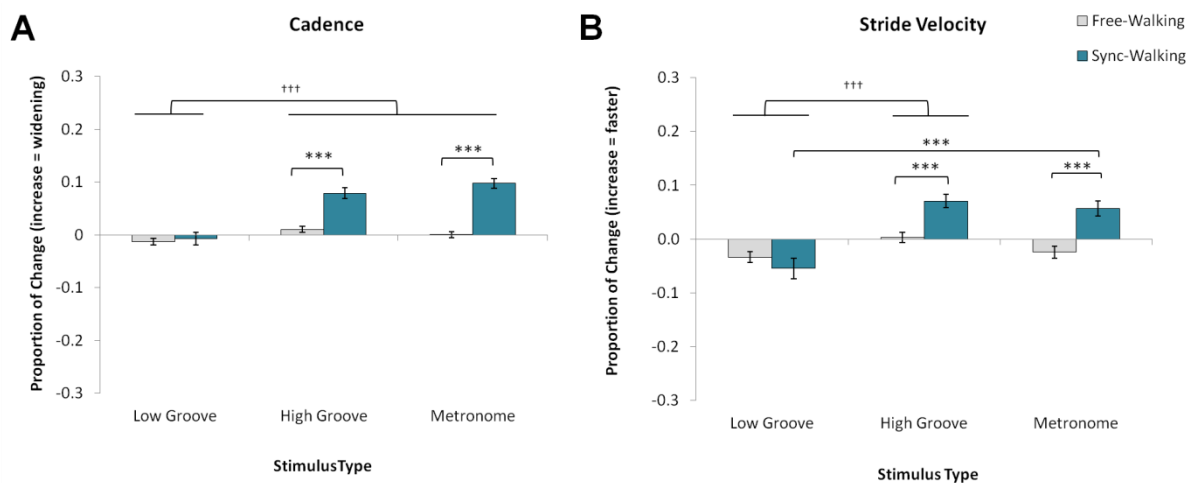 A
Cadence
Proportion of Change (increase = widening)
0.3
0.2
0.1
0
-0.1
-0.2
-0.3
†††
***
***
Low Groove
High Groove
Metronome
StimulusType
B
Stride Velocity
Free-Walking
Sync-Walking
Proportion of Change (increase = faster)
0.3
0.2
0.1
0.0
-0.1
-0.2
-0.3
†††
***
***
***
Low Groove
High Groove
Metronome
Stimulus Type